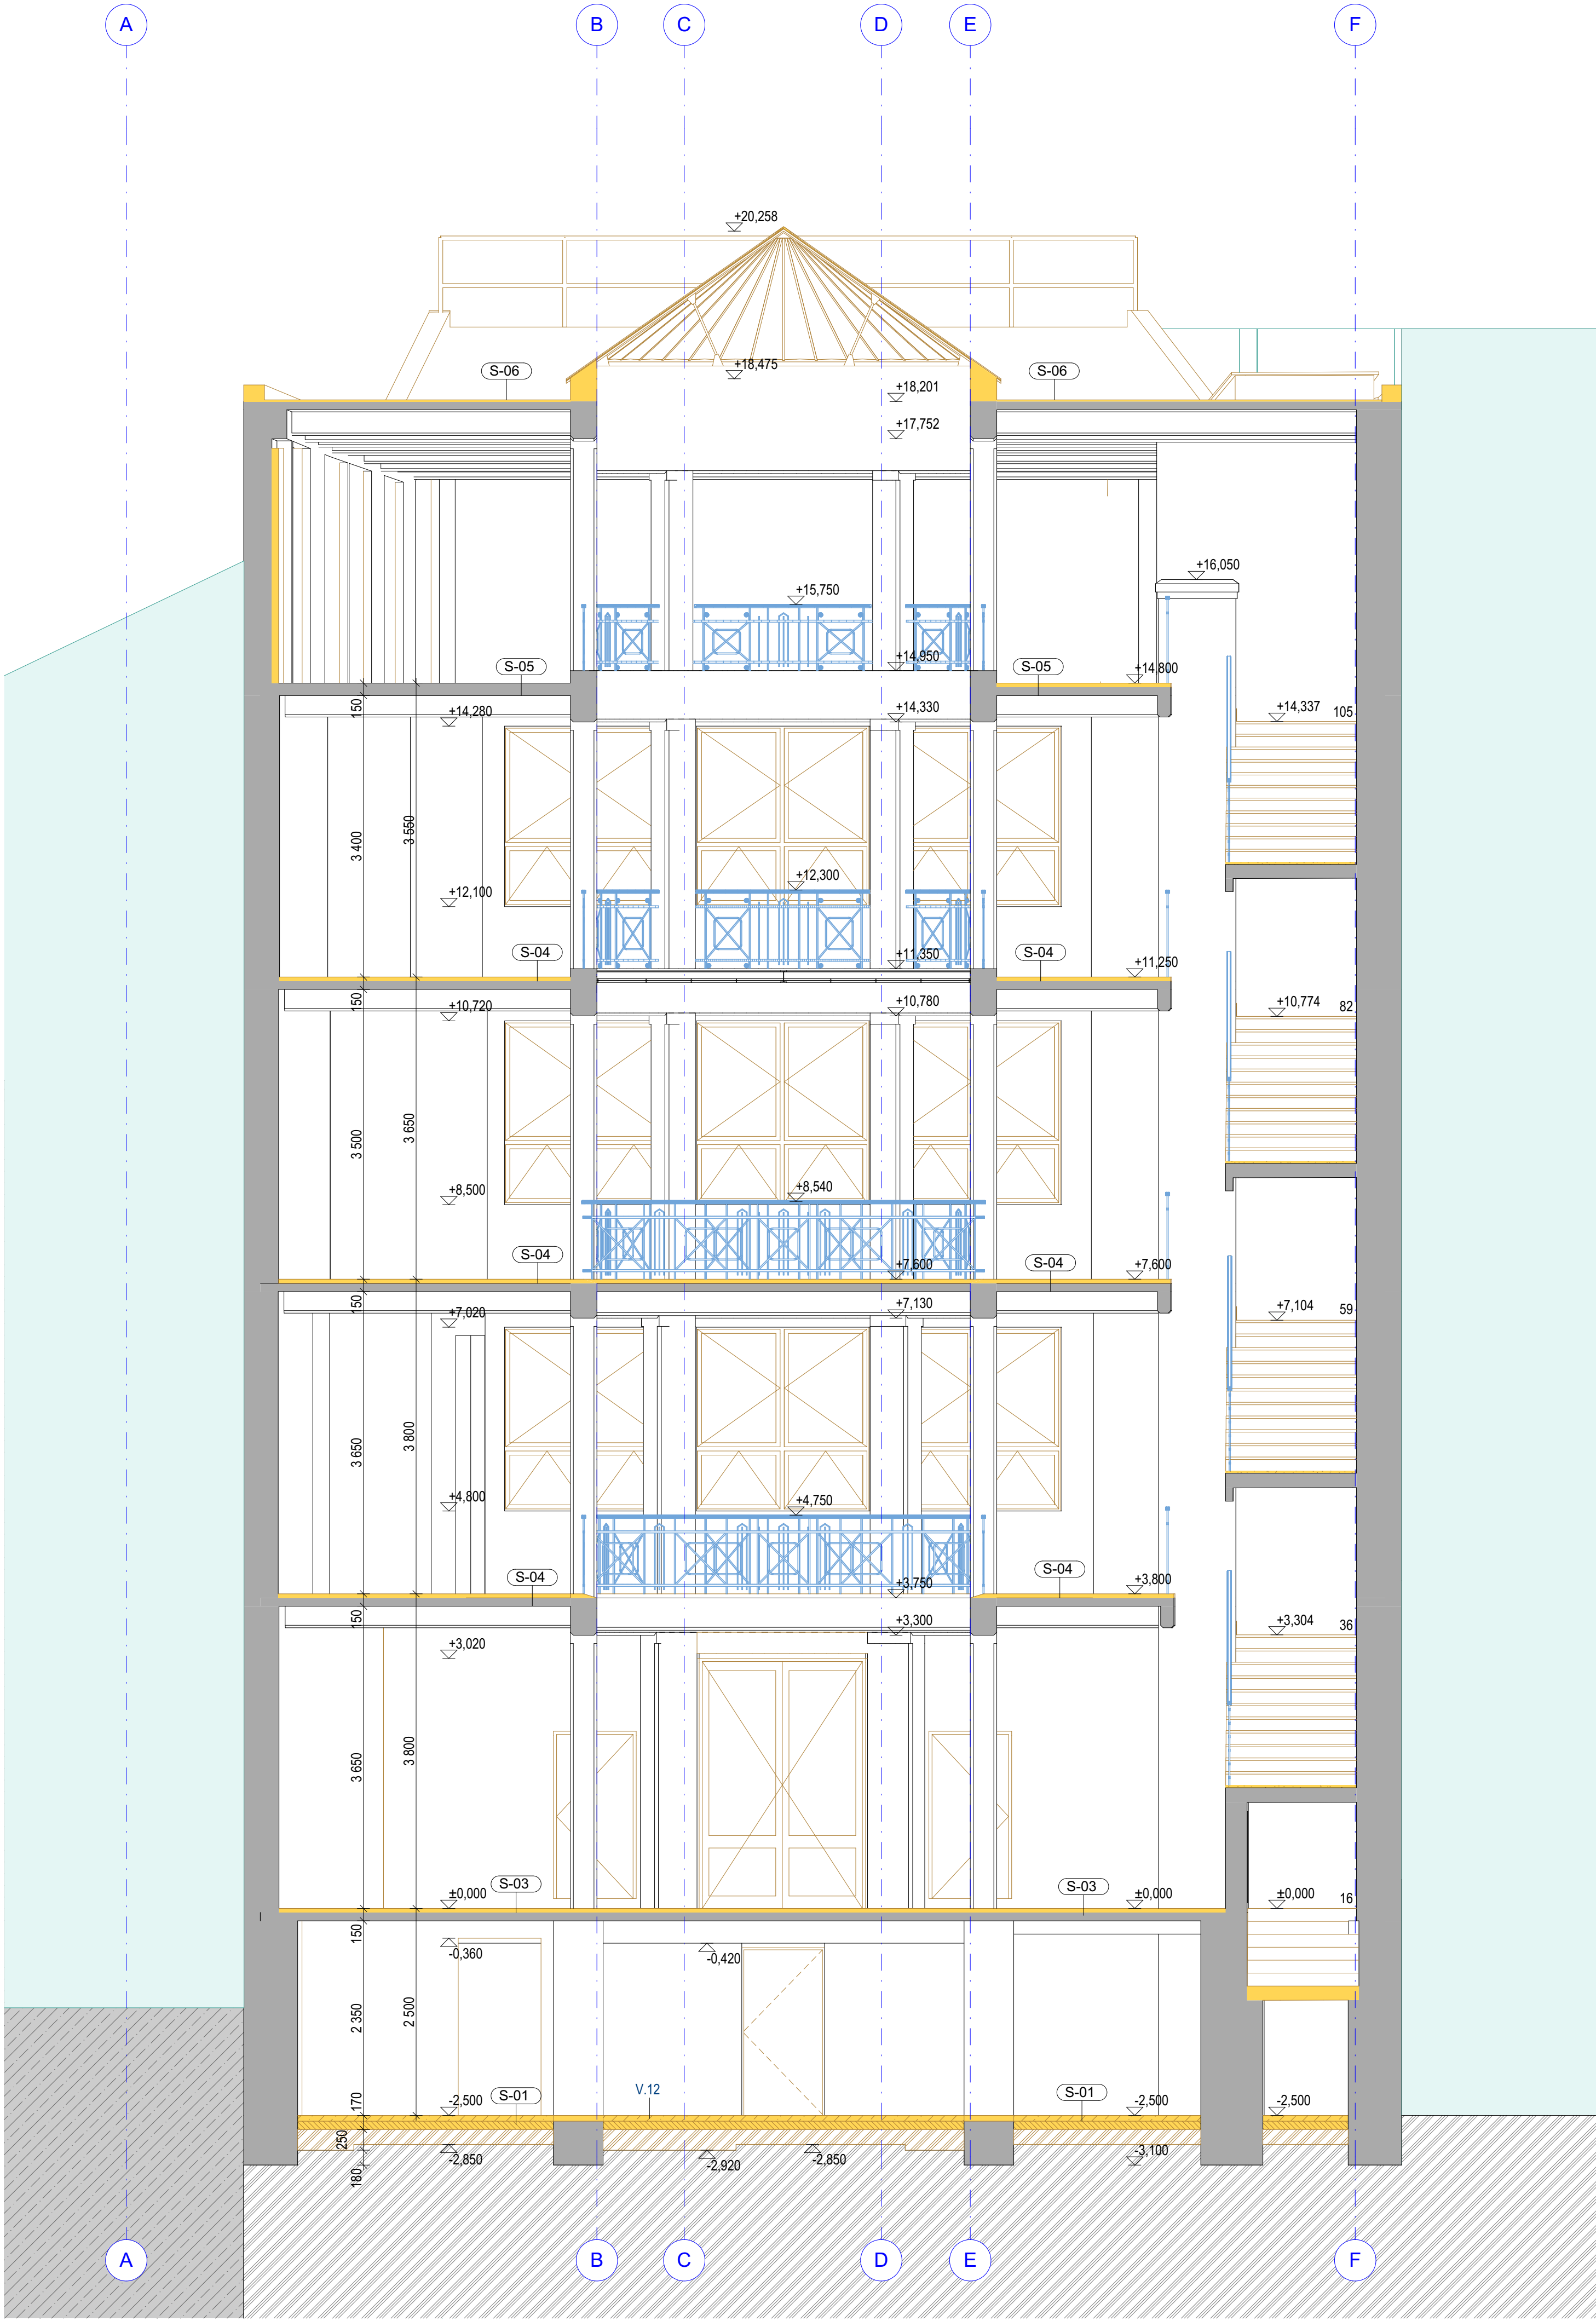 A B C D E F
+20,258
+18,475
S-06 S-06
+18,201
+17,752
+16,050
+15,750
S-05 +14,950 S-05 +14,800
150 +14,280 +14,330 +14,337 105
3 400 3 550
+12,300
+12,100
S-04 +11,350 S-04 +11,250
150 +10,720 +10,780 +10,774 82
3 500 3 650
+8,500 +8,540
S-04 +7,600 S-04 +7,600
150 +7,020 +7,130 +7,104 59
3 650 3 800
+4,800 +4,750
S-04 +3,750 S-04 +3,800
150 +3,300 +3,304 36
+3,020
3 650 3 800
±0,000 S-03 S-03 ±0,000 ±0,000 16
150 -0,360 -0,420
2 350 2 500
V.12
170 -2,500 S-01 S-01 -2,500 -2,500
250 -2,850 -2,920 -2,850 -3,100
180
A B C D E F